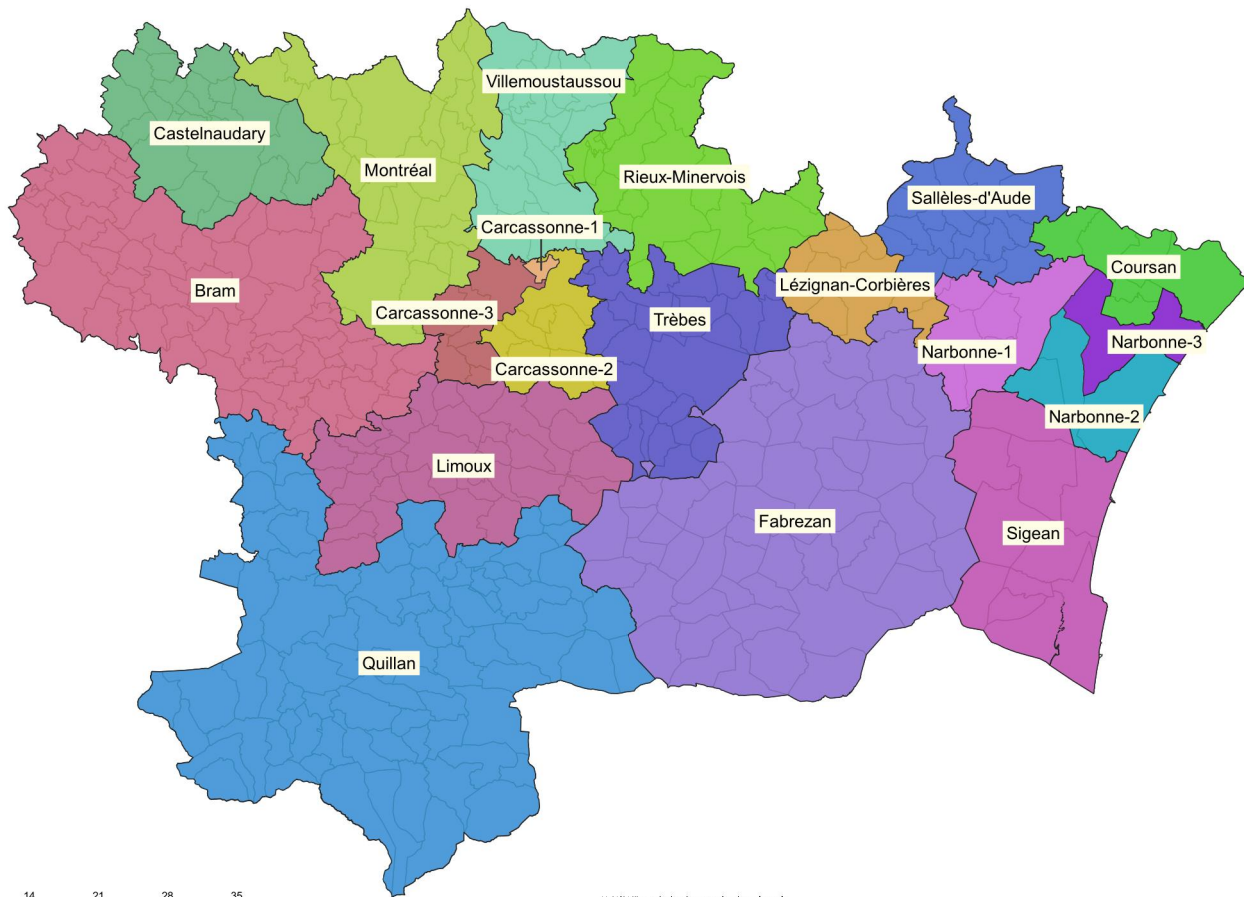 Villemoustaussou
Castelnaudary
Montréal
Rieux-Minervois
Sallèles-d'Aude
Carcassonne-1
Coursan
Bram
Lézignan-Corbières
Carcassonne-3
Trèbes
Narbonne-3
Narbonne-1
Carcassonne-2
Narbonne-2
Limoux
Fabrezan
Sigean
Quillan
14 21 28 35